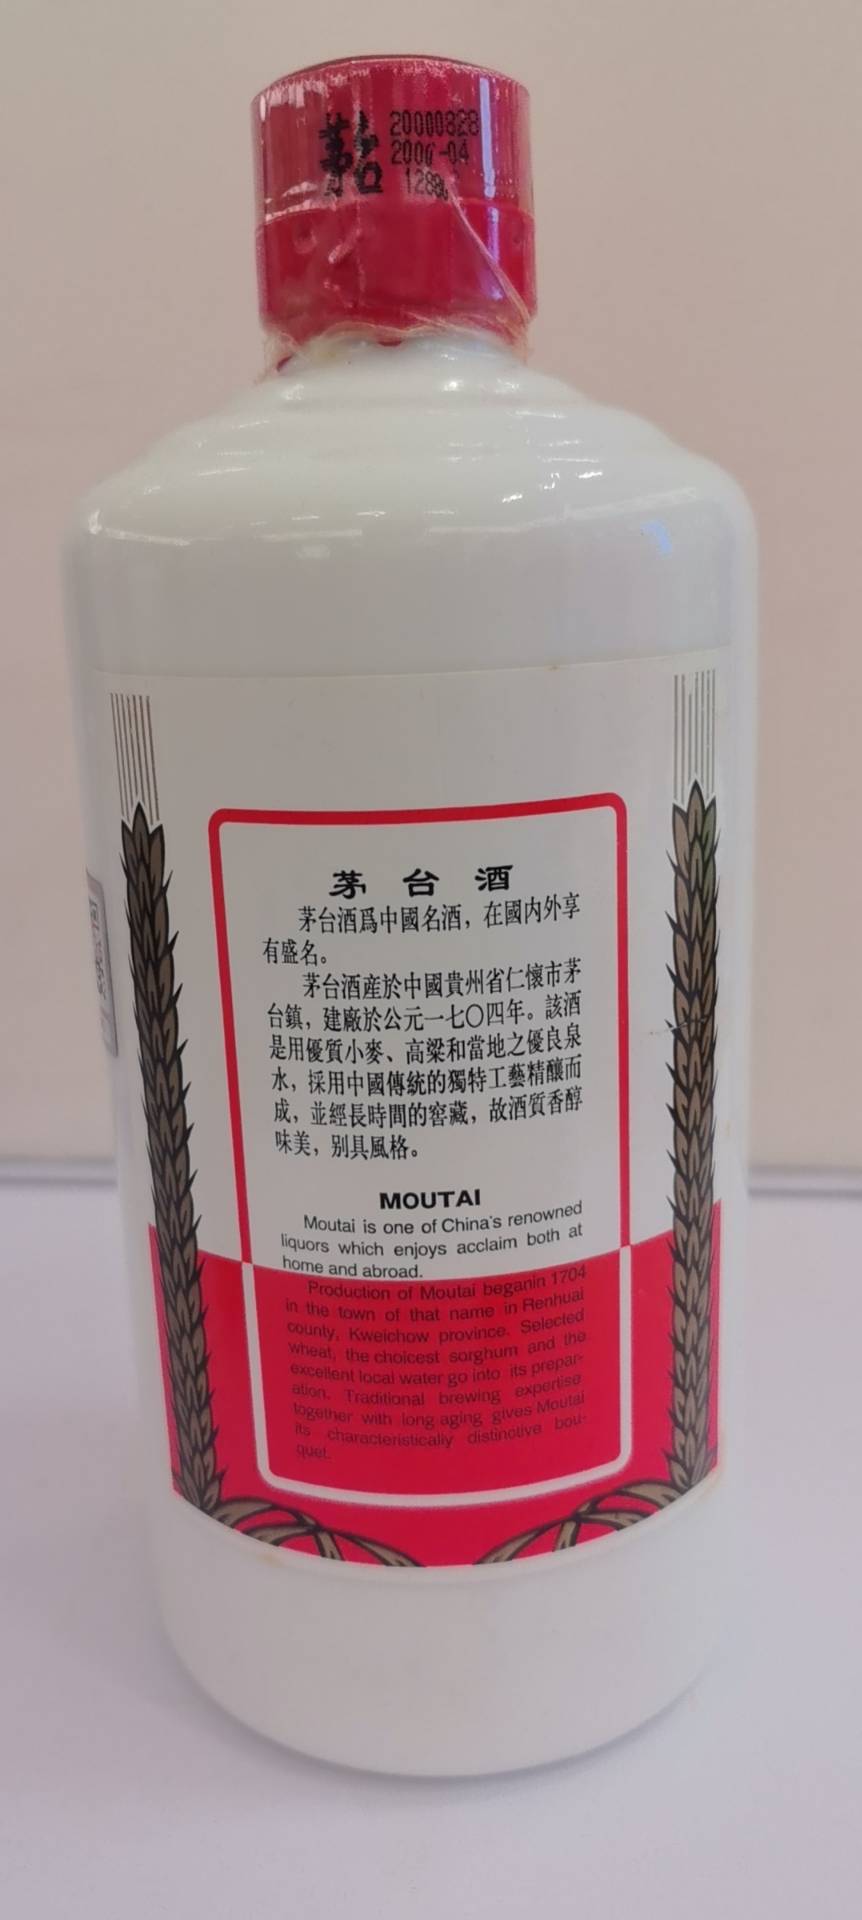 茅台
20000828
茅台酒
茅台酒爲中國名酒，在國内外享
有盛名。
茅台酒産於中國貴州省仁懷市茅
台鎮，建廠於公元一七〇四年。該酒
是用優質小麥、高粱和當地之優良泉
水，採用中國傳統的獨特工藝精釀而
成，並經長時間的窖藏，故酒質香醇
味美，别具風格。
MOUTAI
Moutai is one of China's renowned
liquors which enjoys acclaim both at
home and abroad.
Production of Moutai beganin 1704
in the town of that name in Renhuai
county, Kweichow province. Selected
wheat, the choicest sorghum and the
excellent local water go into its prepar-
ation. Traditional brewing expertise
together with long aging gives Moutai
its characteristically distinctive bou-
quet.